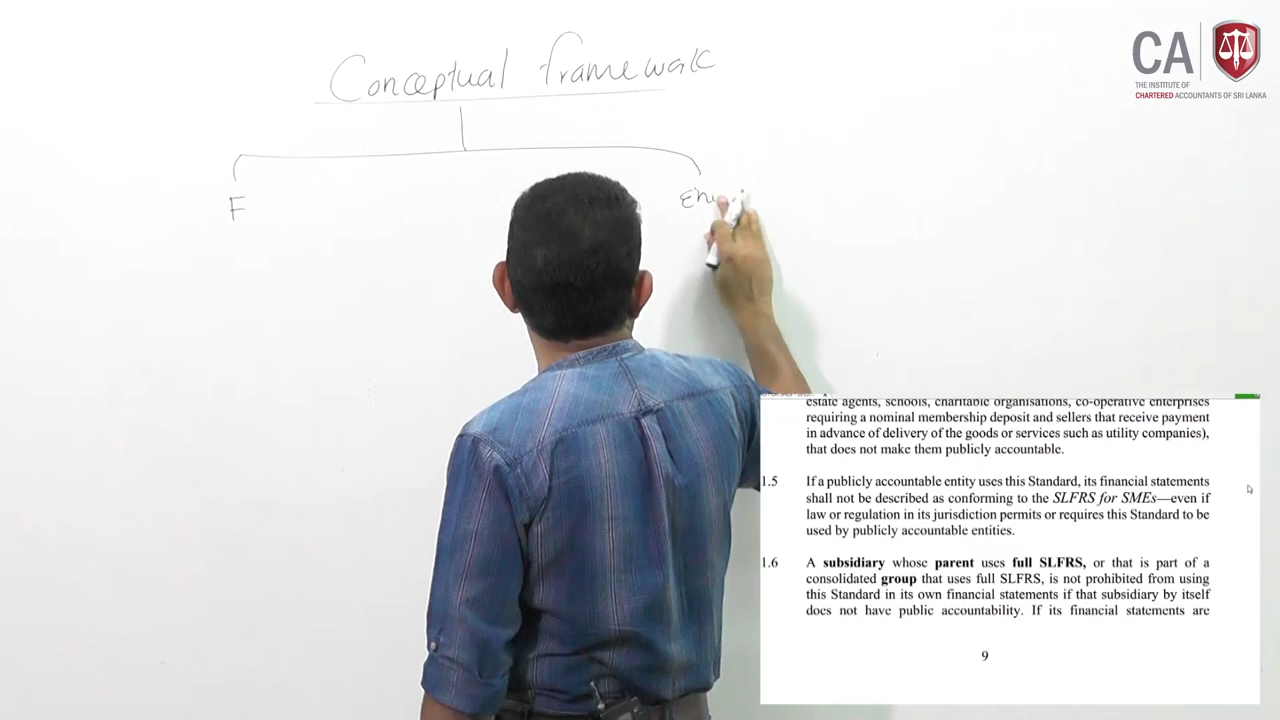 Conceptual framework
CA
THE INSTITUTE OF
CHARTERED ACCOUNTANTS OF SRI LANKA
F
estate agents, schools, charitable organisations, co-operative enterprises
requiring a nominal membership deposit and sellers that receive payment
in advance of delivery of the goods or services such as utility companies),
that does not make them publicly accountable.
1.5 If a publicly accountable entity uses this Standard, its financial statements
shall not be described as conforming to the SLFRS for SMEs—even if
law or regulation in its jurisdiction permits or requires this Standard to be
used by publicly accountable entities.
1.6 A subsidiary whose parent uses full SLFRS, or that is part of a
consolidated group that uses full SLFRS, is not prohibited from using
this Standard in its own financial statements if that subsidiary by itself
does not have public accountability. If its financial statements are
9